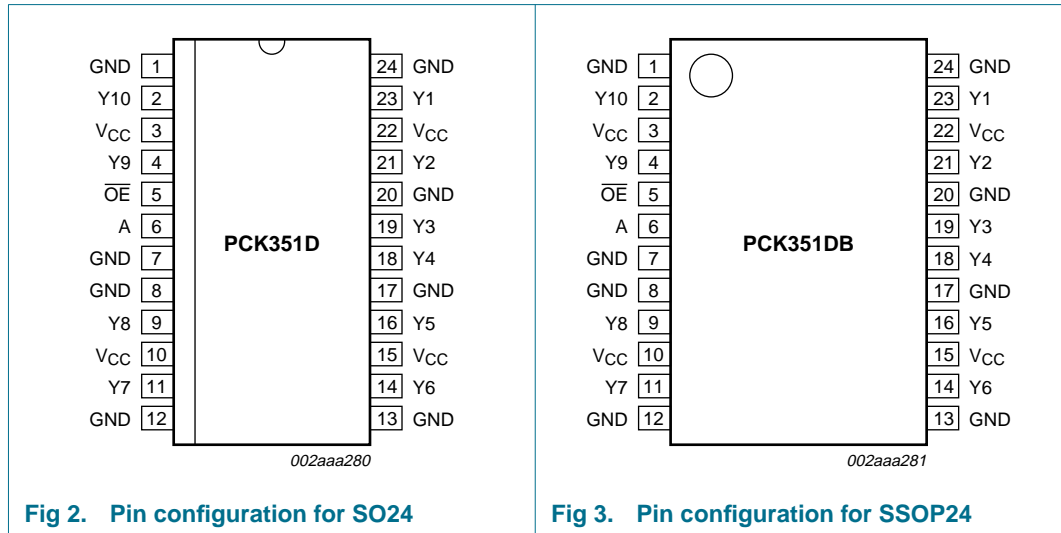 GND 1 24 GND
Y10 2 23 Y1
VCC 3 22 VCC
Y9 4 21 Y2
O̅E̅ 5 20 GND
A 6 19 Y3
PCK351D
GND 7 18 Y4
GND 8 17 GND
Y8 9 16 Y5
VCC 10 15 VCC
Y7 11 14 Y6
GND 12 13 GND
002aaa280
Fig 2. Pin configuration for SO24
GND 1 24 GND
Y10 2 23 Y1
VCC 3 22 VCC
Y9 4 21 Y2
O̅E̅ 5 20 GND
A 6 19 Y3
PCK351DB
GND 7 18 Y4
GND 8 17 GND
Y8 9 16 Y5
VCC 10 15 VCC
Y7 11 14 Y6
GND 12 13 GND
002aaa281
Fig 3. Pin configuration for SSOP24